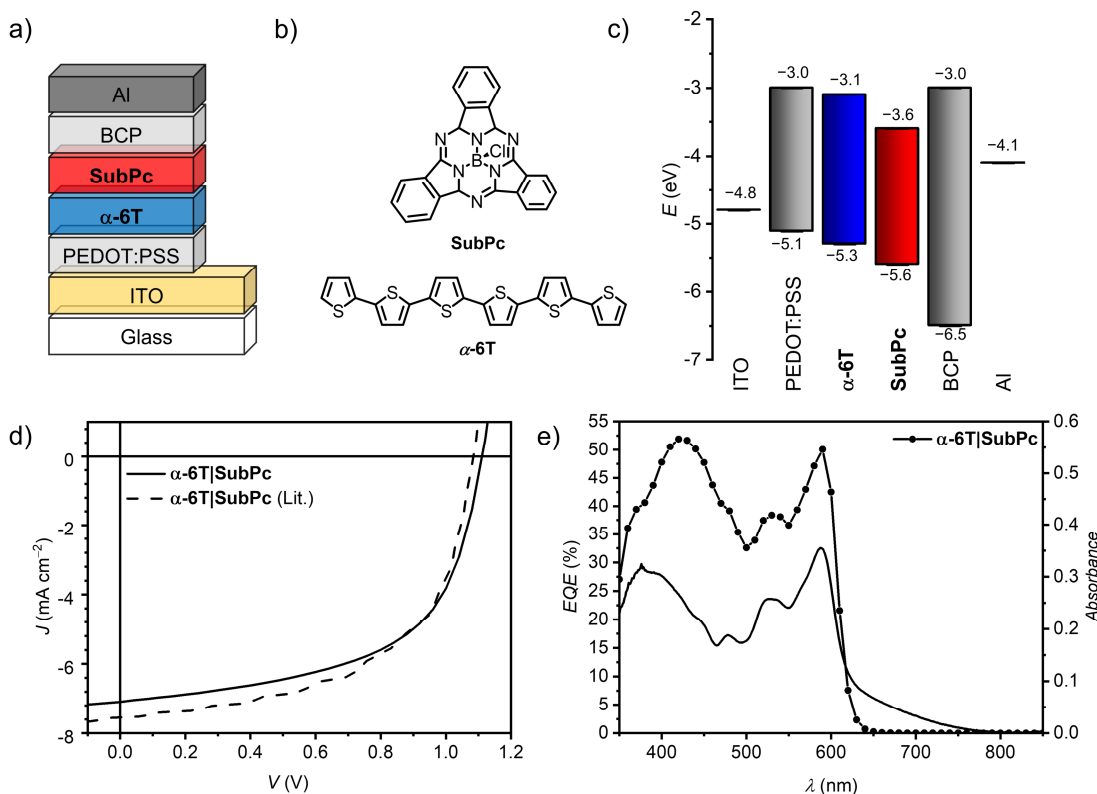 a)
Al
BCP
SubPc
α-6T
PEDOT:PSS
ITO
Glass
b)
N
N
N
B
Cl
N
N
N
SubPc
S
S
S
S
S
S
α-6T
c)
E (eV)
-2
-3
-4
-5
-6
-7
−4.8
−3.0
−5.1
−3.1
−5.3
−3.6
−5.6
−3.0
−6.5
−4.1
ITO
PEDOT:PSS
α-6T
SubPc
BCP
Al
d)
J (mA cm−2)
0
-2
-4
-6
-8
α-6T|SubPc
α-6T|SubPc (Lit.)
0.0
0.2
0.4
0.6
0.8
1.0
1.2
V (V)
e)
EQE (%)
55
50
45
40
35
30
25
20
15
10
5
0
α-6T|SubPc
0.6
0.5
0.4
0.3
0.2
0.1
0.0
Absorbance
400
500
600
700
800
λ (nm)